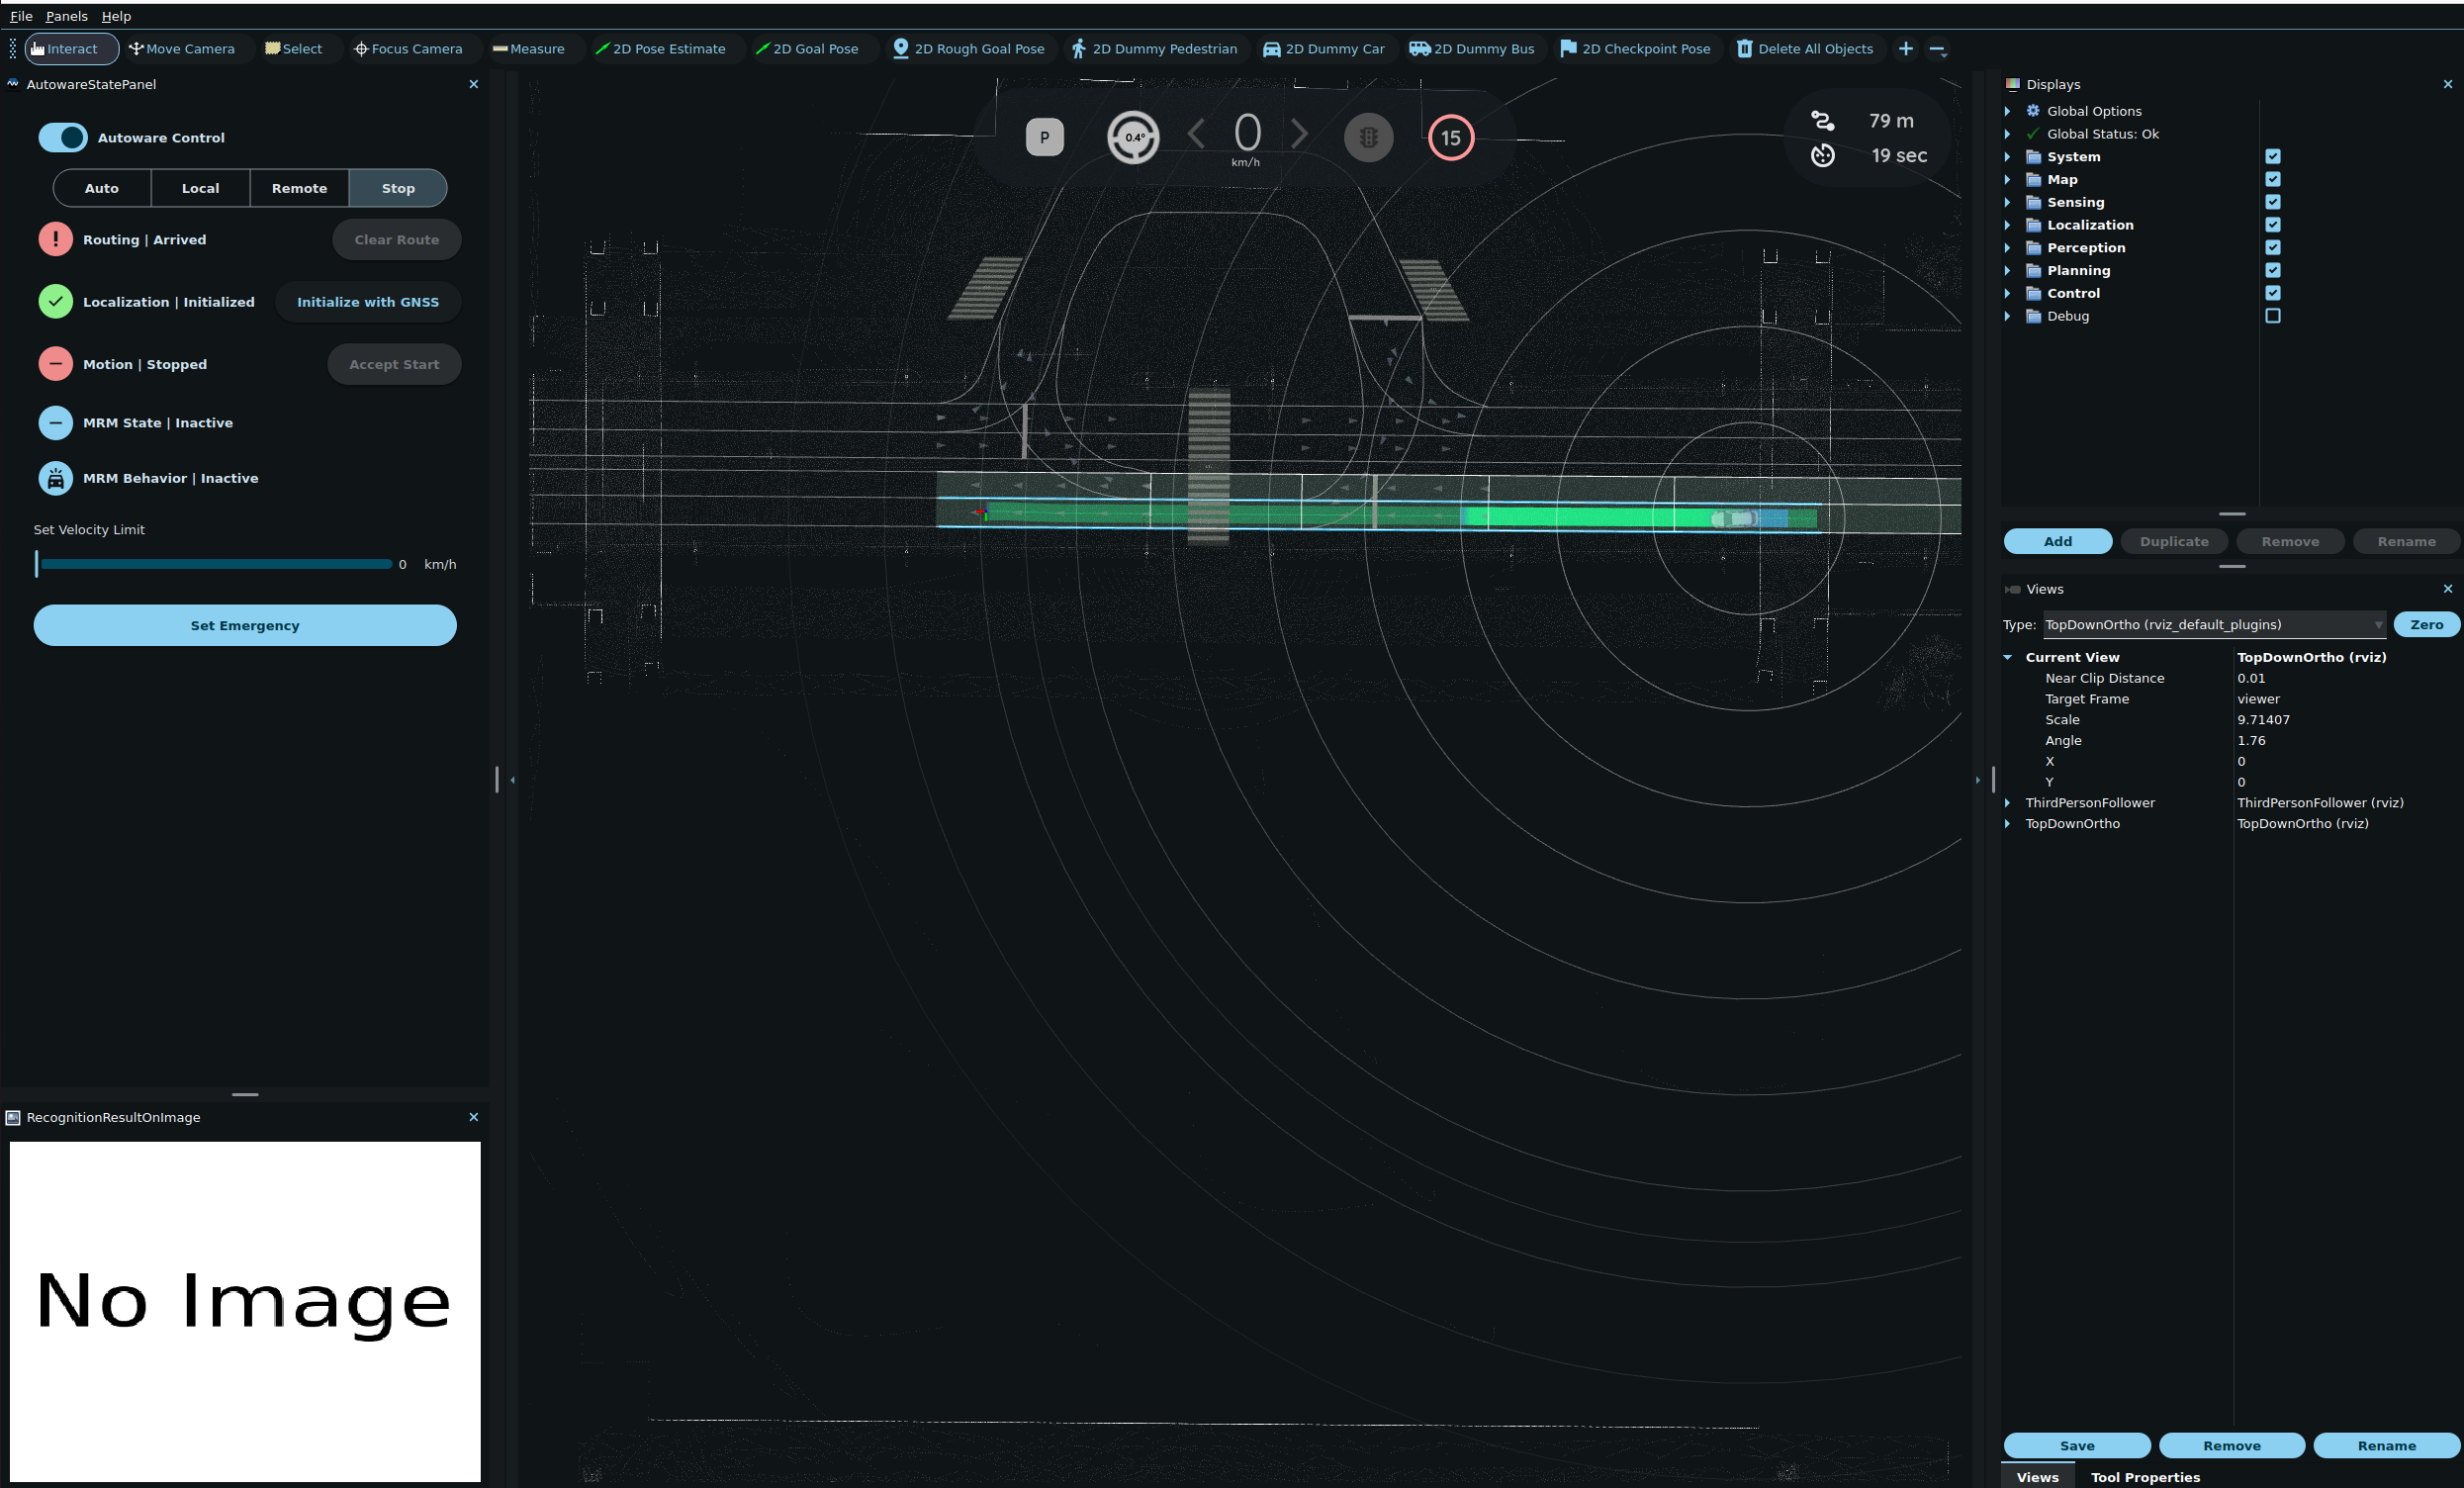 File Panels Help
Interact Move Camera Select Focus Camera Measure 2D Pose Estimate 2D Goal Pose 2D Rough Goal Pose 2D Dummy Pedestrian 2D Dummy Car 2D Dummy Bus 2D Checkpoint Pose Delete All Objects
AutowareStatePanel
Autoware Control
Auto Local Remote Stop
Routing | Arrived Clear Route
Localization | Initialized Initialize with GNSS
Motion | Stopped Accept Start
MRM State | Inactive
MRM Behavior | Inactive
Set Velocity Limit
0 km/h
Set Emergency
RecognitionResultOnImage
No Image
P 0.4° 0 15
km/h
79 m
19 sec
Displays
Global Options
Global Status: Ok
System
Map
Sensing
Localization
Perception
Planning
Control
Debug
Add Duplicate Remove Rename
Views
Type: TopDownOrtho (rviz_default_plugins) Zero
Current View TopDownOrtho (rviz)
Near Clip Distance 0.01
Target Frame viewer
Scale 9.71407
Angle 1.76
X 0
Y 0
ThirdPersonFollower ThirdPersonFollower (rviz)
TopDownOrtho TopDownOrtho (rviz)
Save Remove Rename
Views Tool Properties